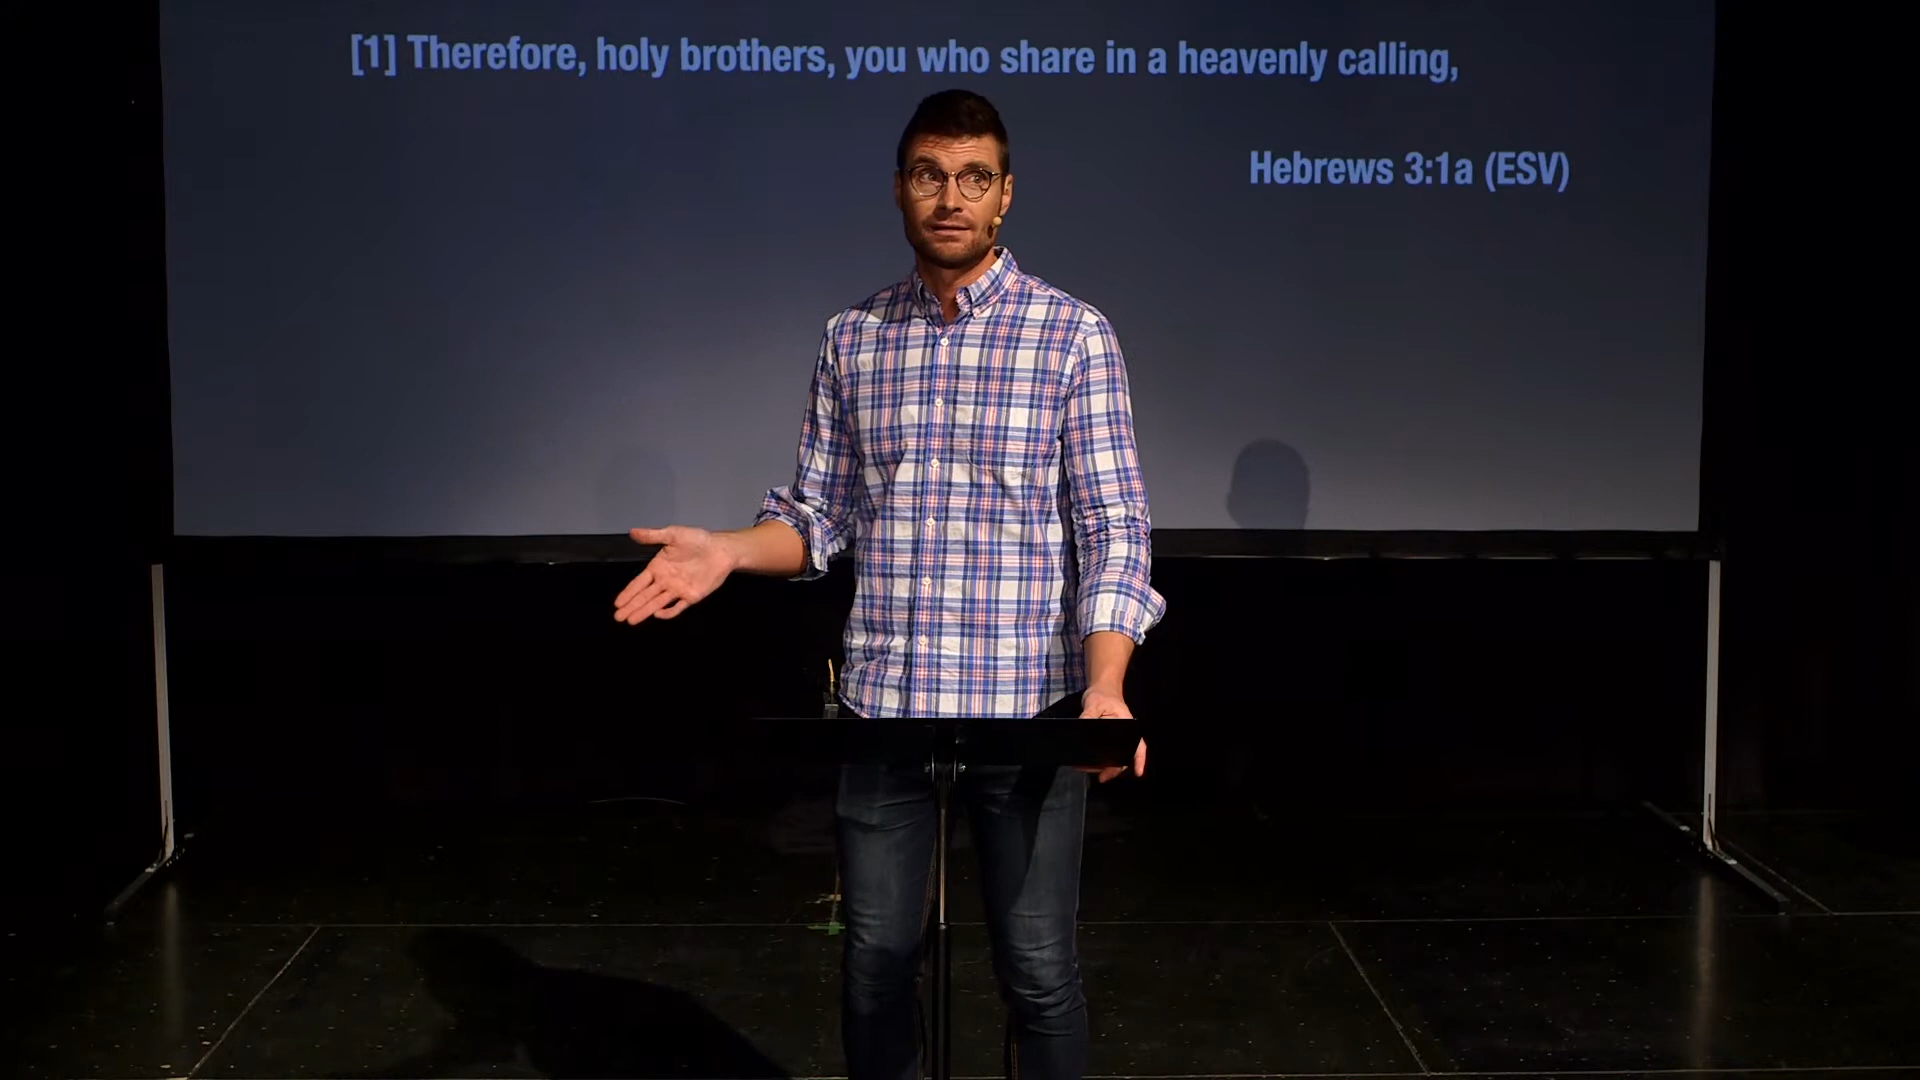 [1] Therefore, holy brothers, you who share in a heavenly calling,
Hebrews 3:1a (ESV)